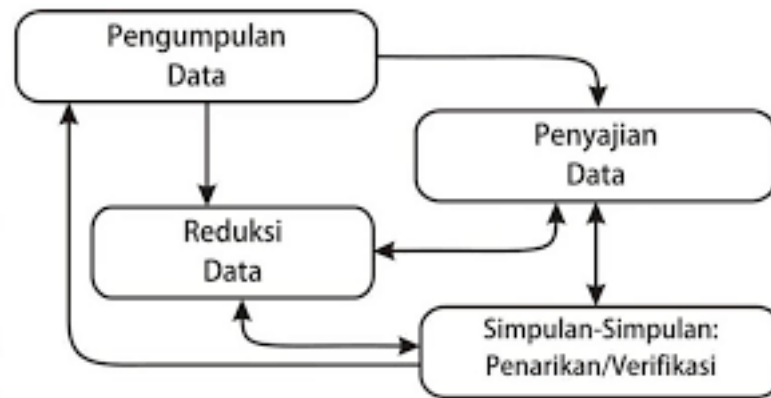 Pengumpulan
Data
Penyajian
Data
Reduksi
Data
Simpulan-Simpulan:
Penarikan/Verifikasi